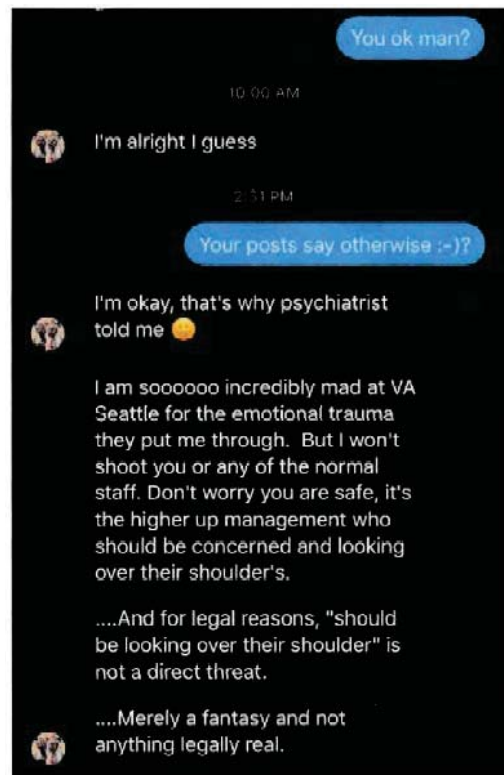 You ok man?
10:00 AM
I'm alright I guess
2:31 PM
Your posts say otherwise :-)?
I'm okay, that's why psychiatrist
told me
I am soooooo incredibly mad at VA
Seattle for the emotional trauma
they put me through.  But I won't
shoot you or any of the normal
staff. Don't worry you are safe, it's
the higher up management who
should be concerned and looking
over their shoulder's.
....And for legal reasons, "should
be looking over their shoulder" is
not a direct threat.
....Merely a fantasy and not
anything legally real.